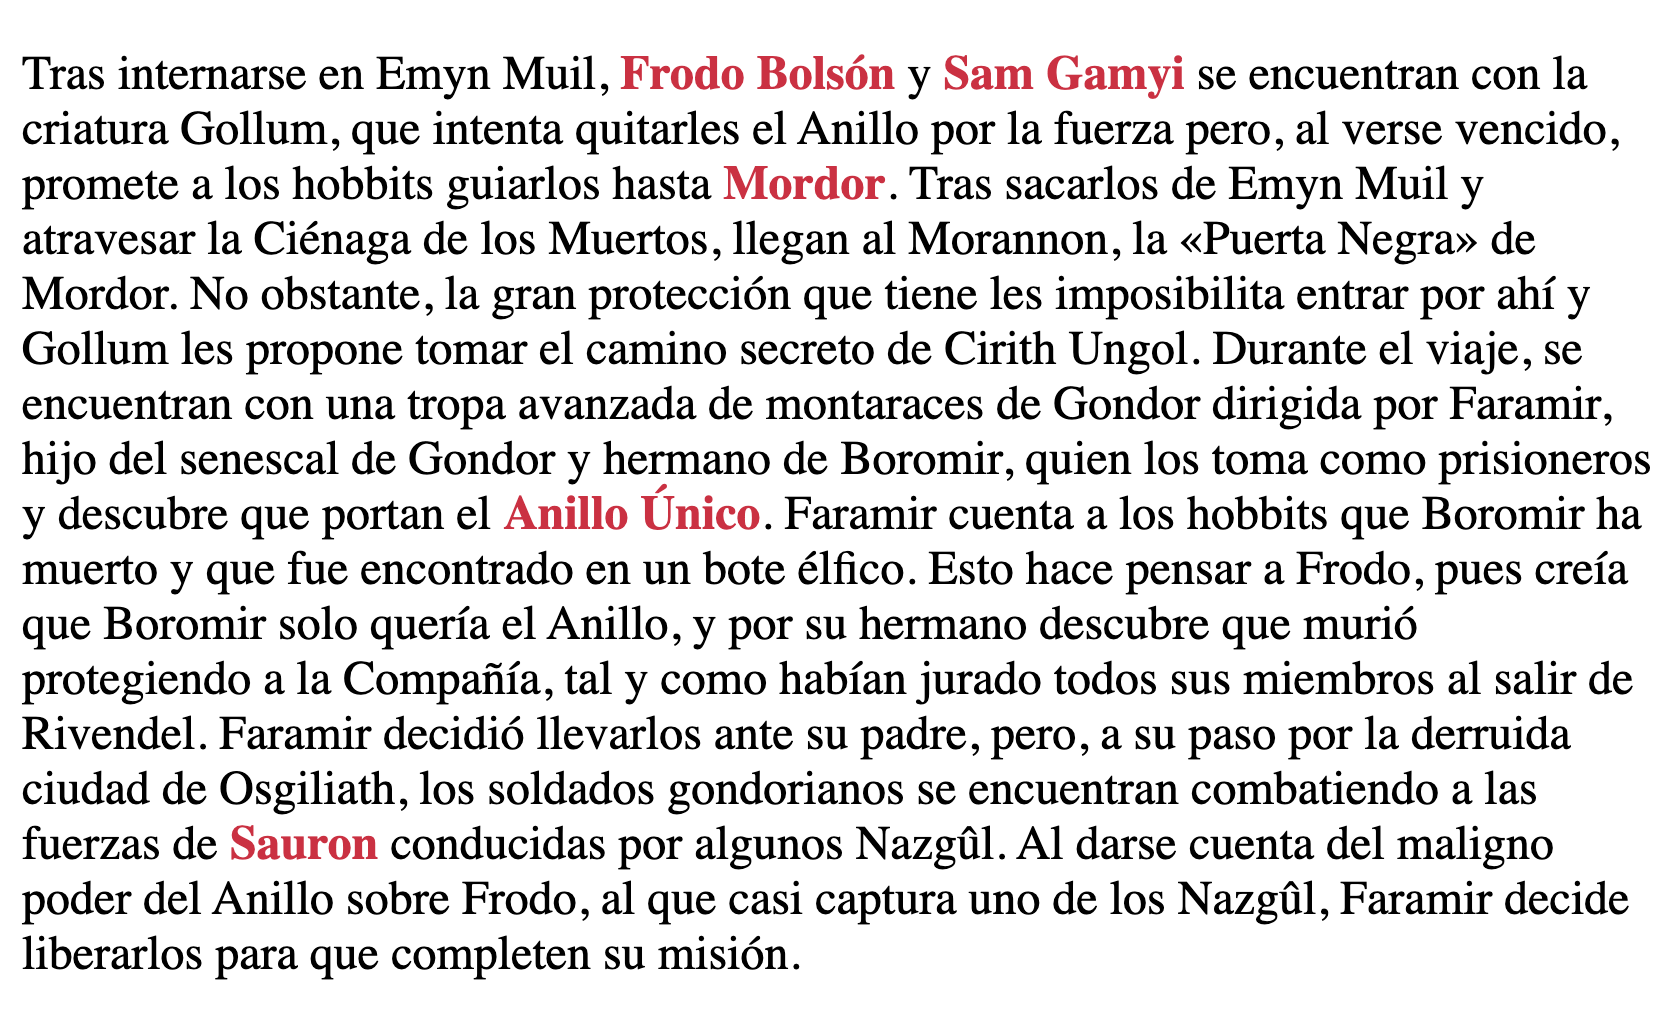 Tras internarse en Emyn Muil, Frodo Bolsón y Sam Gamyi se encuentran con la
criatura Gollum, que intenta quitarles el Anillo por la fuerza pero, al verse vencido,
promete a los hobbits guiarlos hasta Mordor. Tras sacarlos de Emyn Muil y
atravesar la Ciénaga de los Muertos, llegan al Morannon, la «Puerta Negra» de
Mordor. No obstante, la gran protección que tiene les imposibilita entrar por ahí y
Gollum les propone tomar el camino secreto de Cirith Ungol. Durante el viaje, se
encuentran con una tropa avanzada de montaraces de Gondor dirigida por Faramir,
hijo del senescal de Gondor y hermano de Boromir, quien los toma como prisioneros
y descubre que portan el Anillo Único. Faramir cuenta a los hobbits que Boromir ha
muerto y que fue encontrado en un bote élfico. Esto hace pensar a Frodo, pues creía
que Boromir solo quería el Anillo, y por su hermano descubre que murió
protegiendo a la Compañía, tal y como habían jurado todos sus miembros al salir de
Rivendel. Faramir decidió llevarlos ante su padre, pero, a su paso por la derruida
ciudad de Osgiliath, los soldados gondorianos se encuentran combatiendo a las
fuerzas de Sauron conducidas por algunos Nazgûl. Al darse cuenta del maligno
poder del Anillo sobre Frodo, al que casi captura uno de los Nazgûl, Faramir decide
liberarlos para que completen su misión.